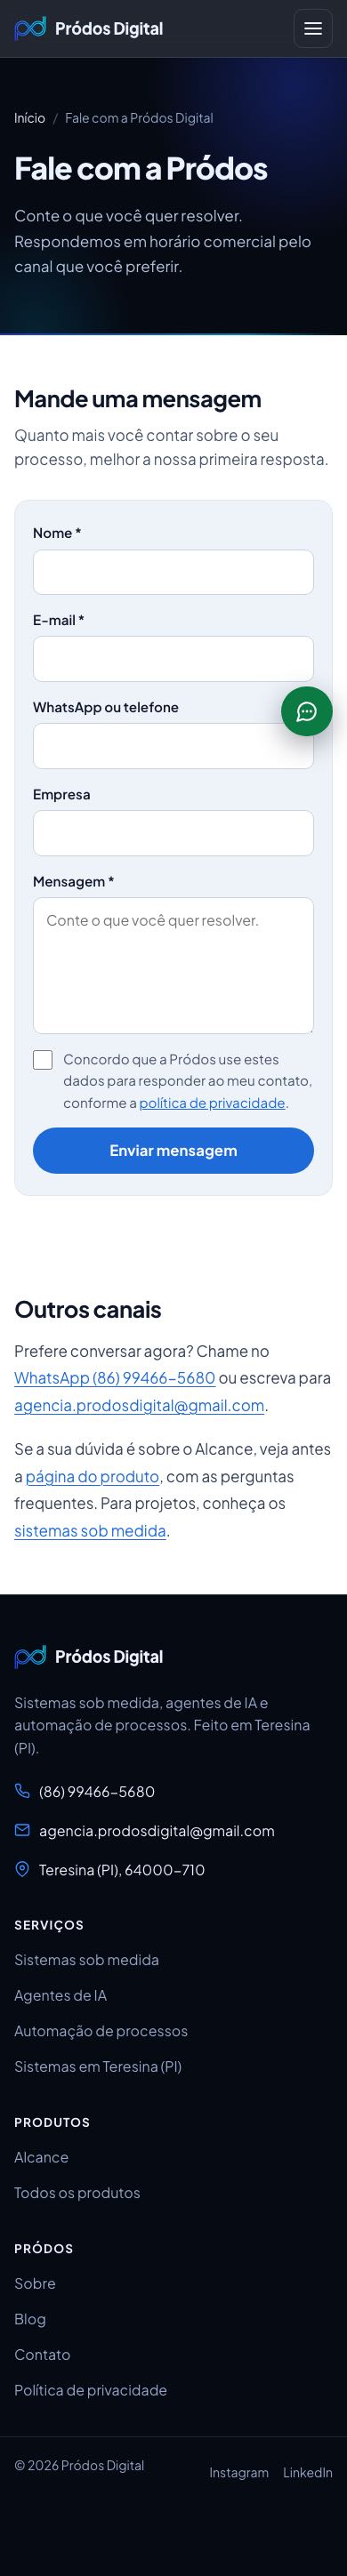 Pródos Digital
Início / Fale com a Pródos Digital
Fale com a Pródos
Conte o que você quer resolver.
Respondemos em horário comercial pelo
canal que você preferir.
Mande uma mensagem
Quanto mais você contar sobre o seu
processo, melhor a nossa primeira resposta.
Nome *
E-mail *
WhatsApp ou telefone
Empresa
Mensagem *
Conte o que você quer resolver.
Concordo que a Pródos use estes
dados para responder ao meu contato,
conforme a política de privacidade.
Enviar mensagem
Outros canais
Prefere conversar agora? Chame no
WhatsApp (86) 99466-5680 ou escreva para
agencia.prodosdigital@gmail.com.
Se a sua dúvida é sobre o Alcance, veja antes
a página do produto, com as perguntas
frequentes. Para projetos, conheça os
sistemas sob medida.
Pródos Digital
Sistemas sob medida, agentes de IA e
automação de processos. Feito em Teresina
(PI).
(86) 99466-5680
agencia.prodosdigital@gmail.com
Teresina (PI), 64000-710
SERVIÇOS
Sistemas sob medida
Agentes de IA
Automação de processos
Sistemas em Teresina (PI)
PRODUTOS
Alcance
Todos os produtos
PRÓDOS
Sobre
Blog
Contato
Política de privacidade
© 2026 Pródos Digital
Instagram LinkedIn